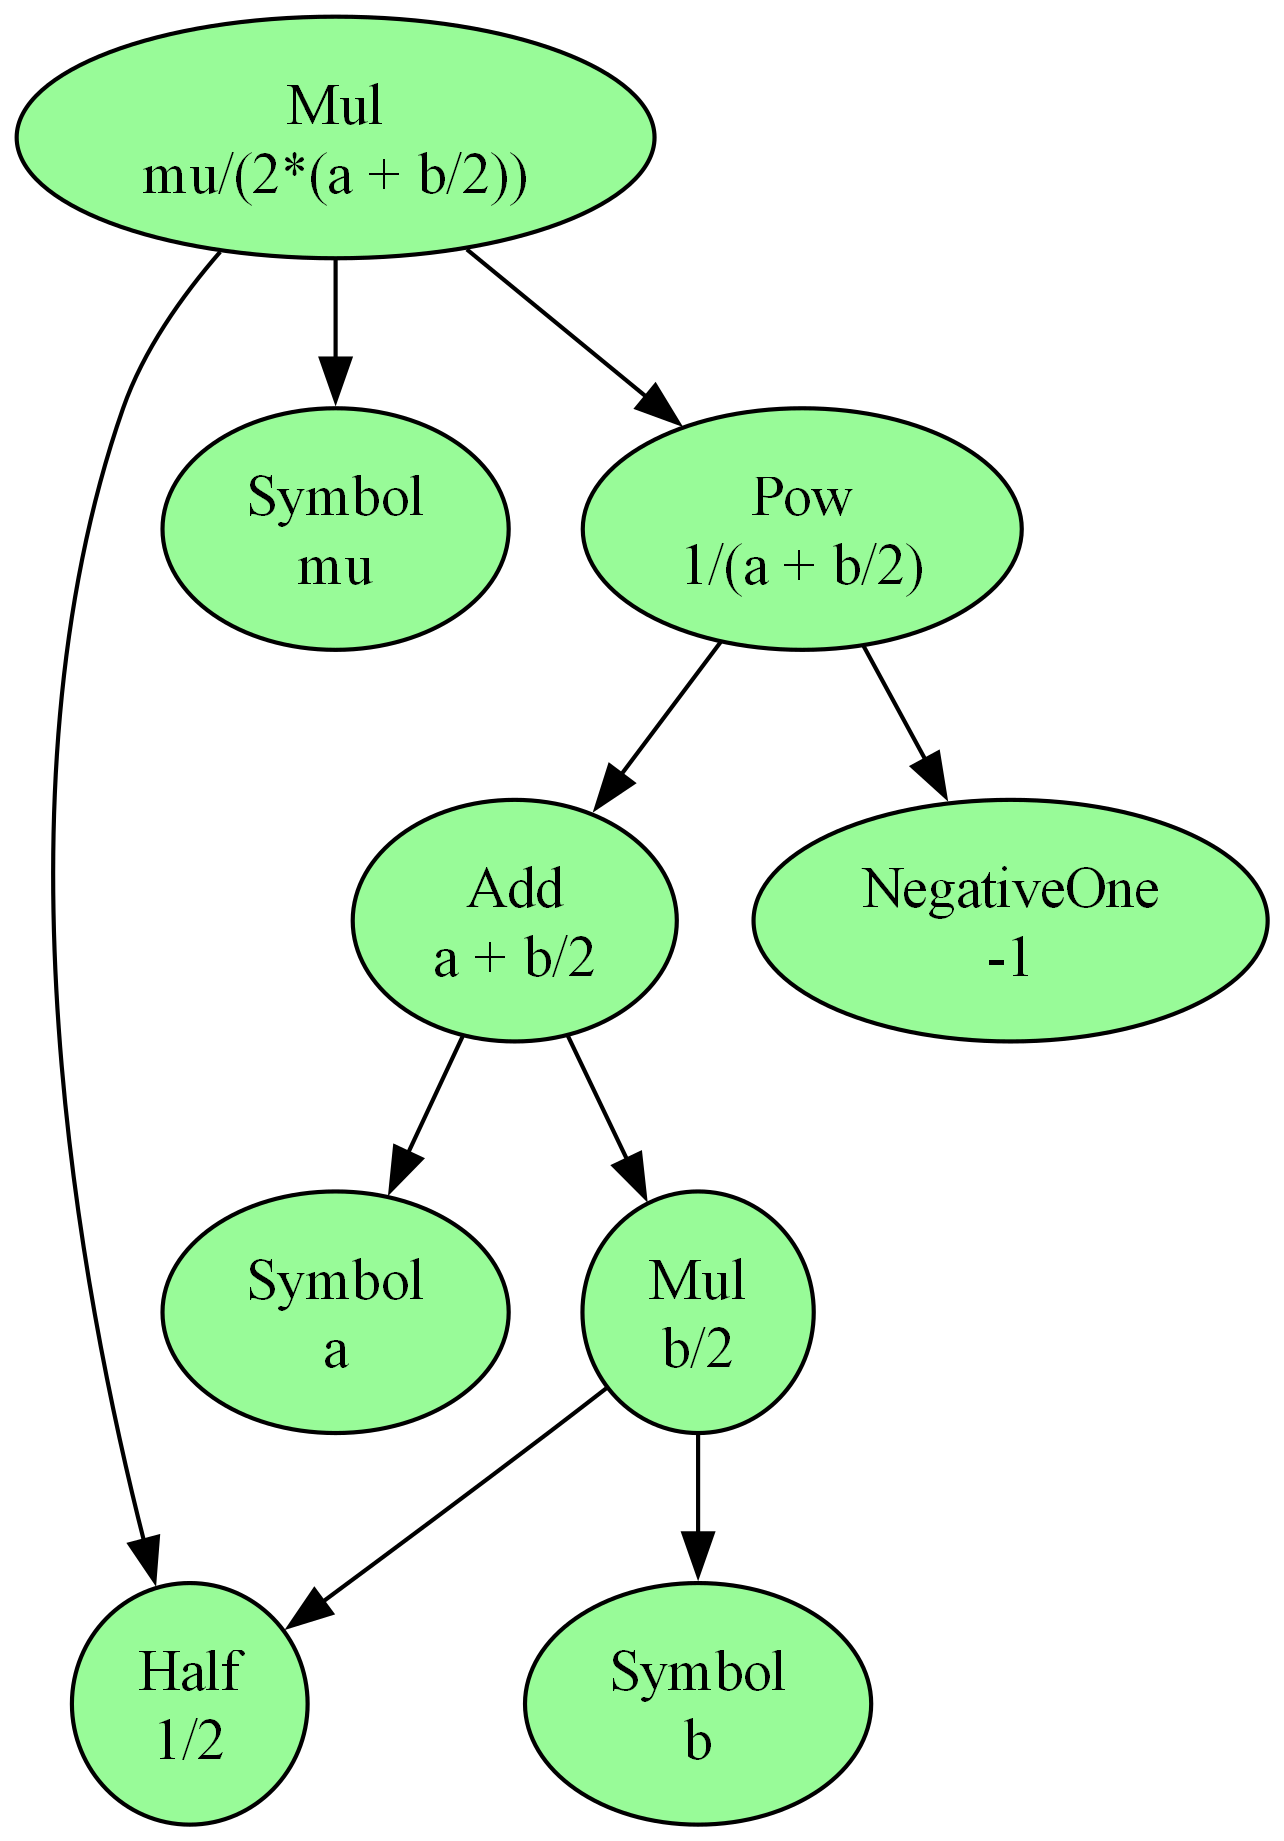 Mul
mu/(2*(a + b/2))
Symbol
mu
Pow
1/(a + b/2)
Add
a + b/2
NegativeOne
-1
Symbol
a
Mul
b/2
Half
1/2
Symbol
b